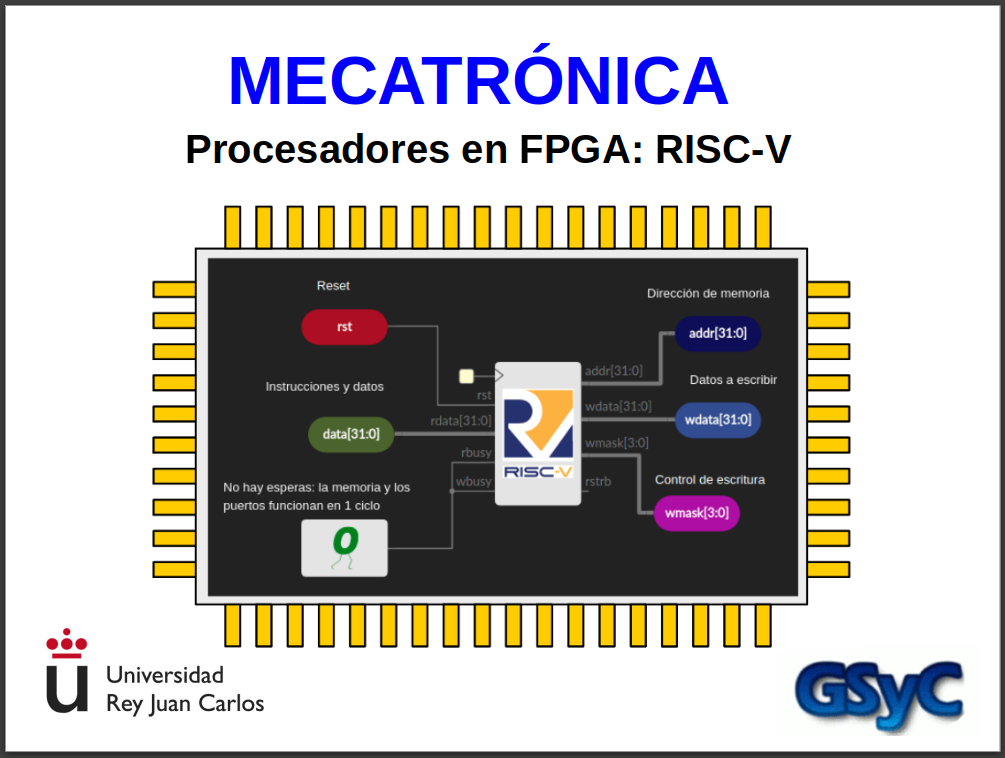 MECATRÓNICA
Procesadores en FPGA: RISC-V
Reset
rst
Instrucciones y datos
data[31:0]
No hay esperas: la memoria y los
puertos funcionan en 1 ciclo
0
rst
rdata[31:0]
rbusy
wbusy
RISC-V
addr[31:0]
wdata[31:0]
wmask[3:0]
rstrb
Dirección de memoria
addr[31:0]
Datos a escribir
wdata[31:0]
Control de escritura
wmask[3:0]
u Universidad
Rey Juan Carlos
GSyC